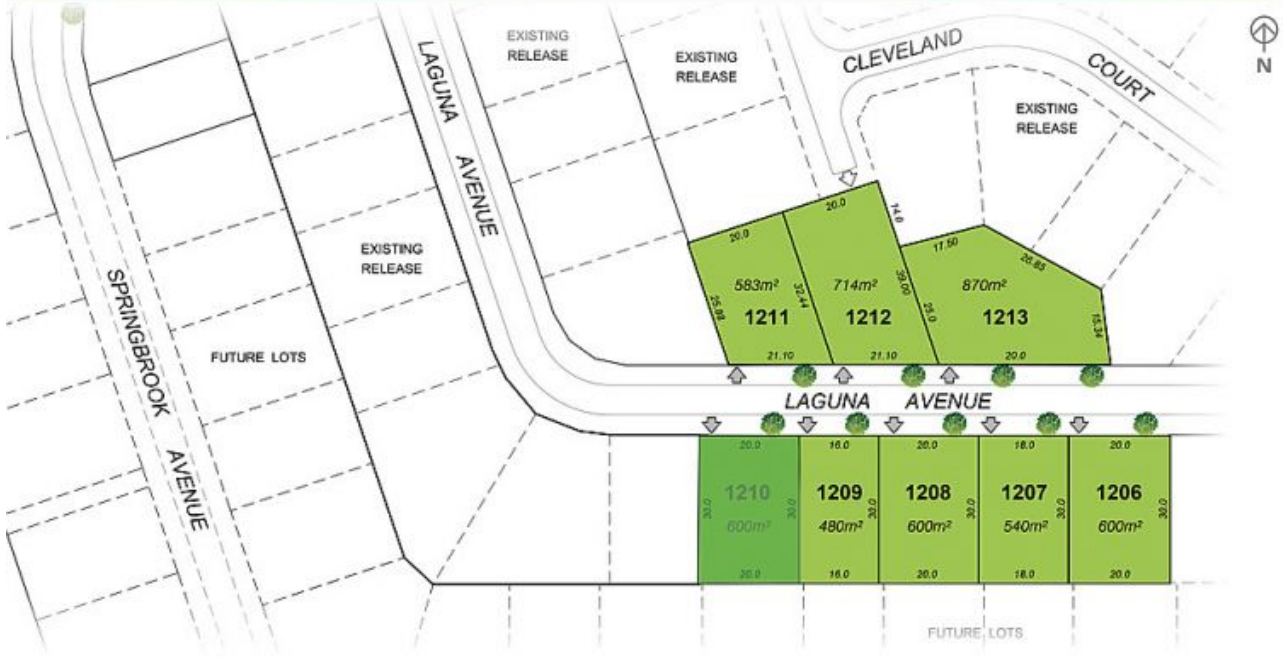 EXISTING
RELEASE
EXISTING
RELEASE
CLEVELAND
COURT
N
LAGUNA
AVENUE
EXISTING
RELEASE
EXISTING
RELEASE
SPRINGBROOK
AVENUE
FUTURE LOTS
20.0
20.0
14.0
17.50
26.85
583m²
1211
25.88
32.44
21.10
714m²
1212
39.00
21.10
870m²
1213
25.0
15.34
20.0
LAGUNA AVENUE
20.0
16.0
20.0
18.0
20.0
1210
1209
1208
1207
1206
30.0
30.0
30.0
30.0
30.0
30.0
600m²
480m²
600m²
540m²
600m²
20.0
16.0
20.0
18.0
20.0
FUTURE LOTS